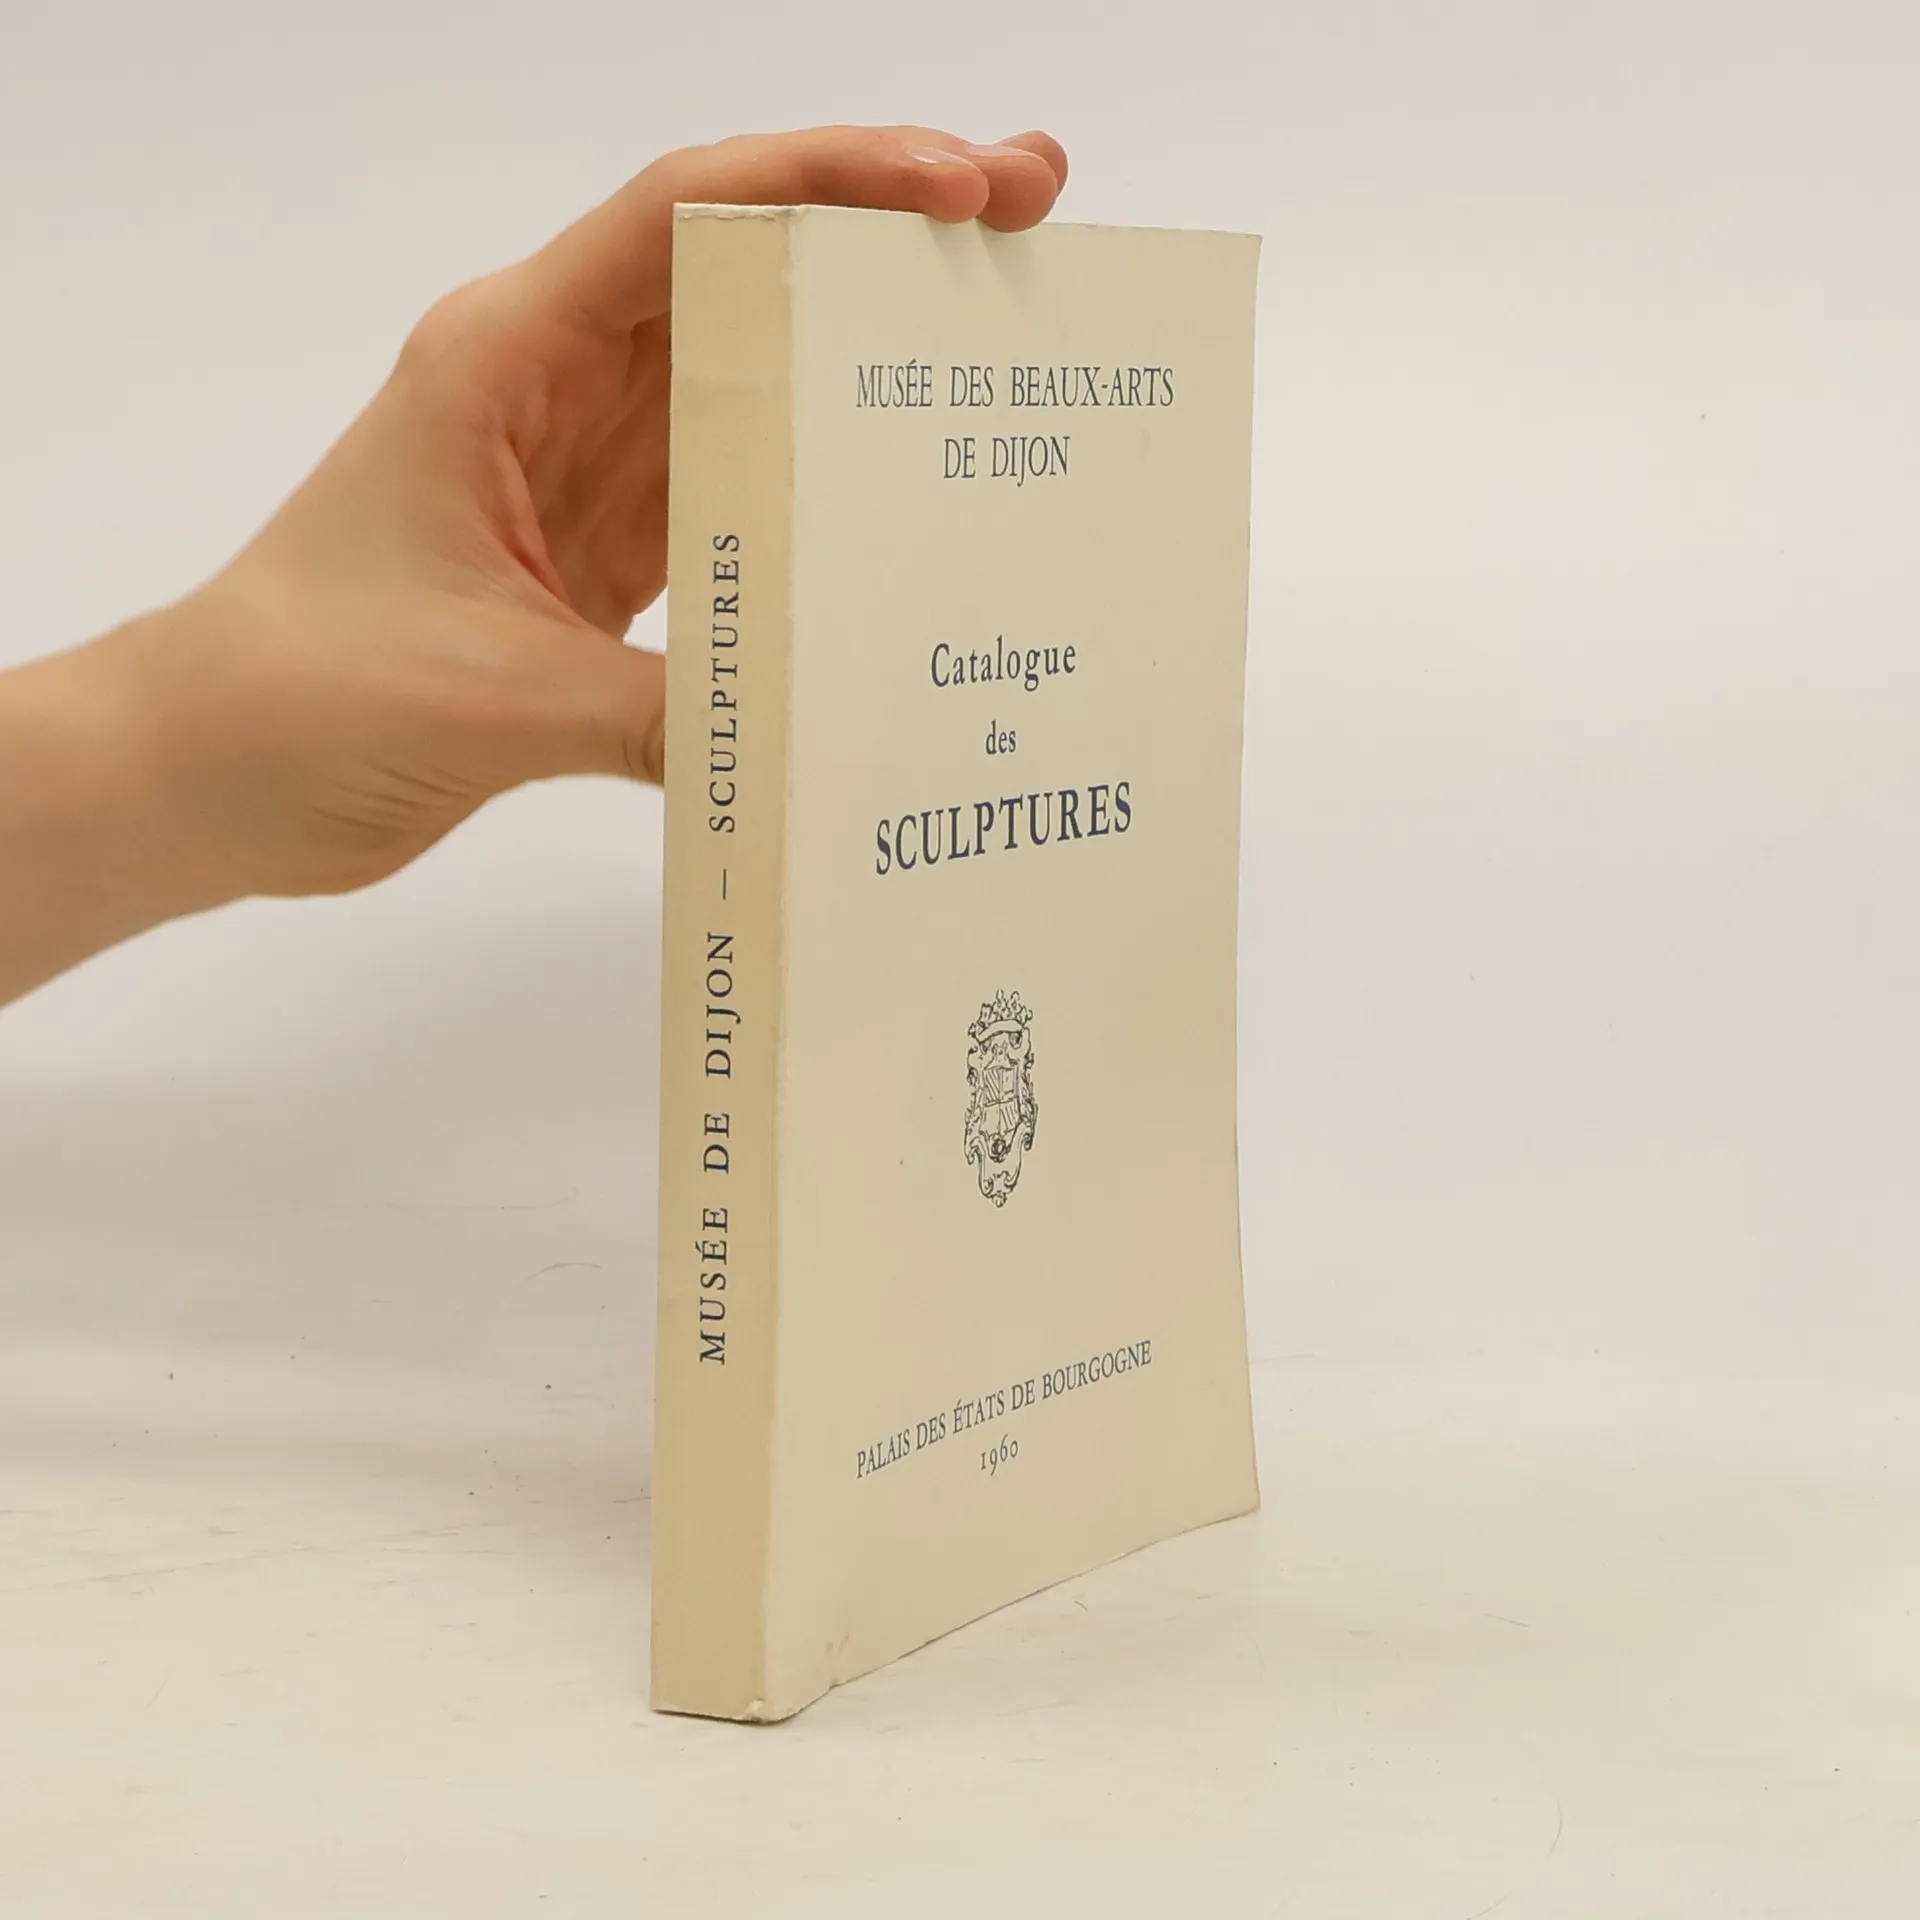 MUSÉE DE DIJON — SCULPTURES
MUSÉE DES BEAUX-ARTS
DE DIJON
Catalogue
des
SCULPTURES
PALAIS DES ÉTATS DE BOURGOGNE
1960